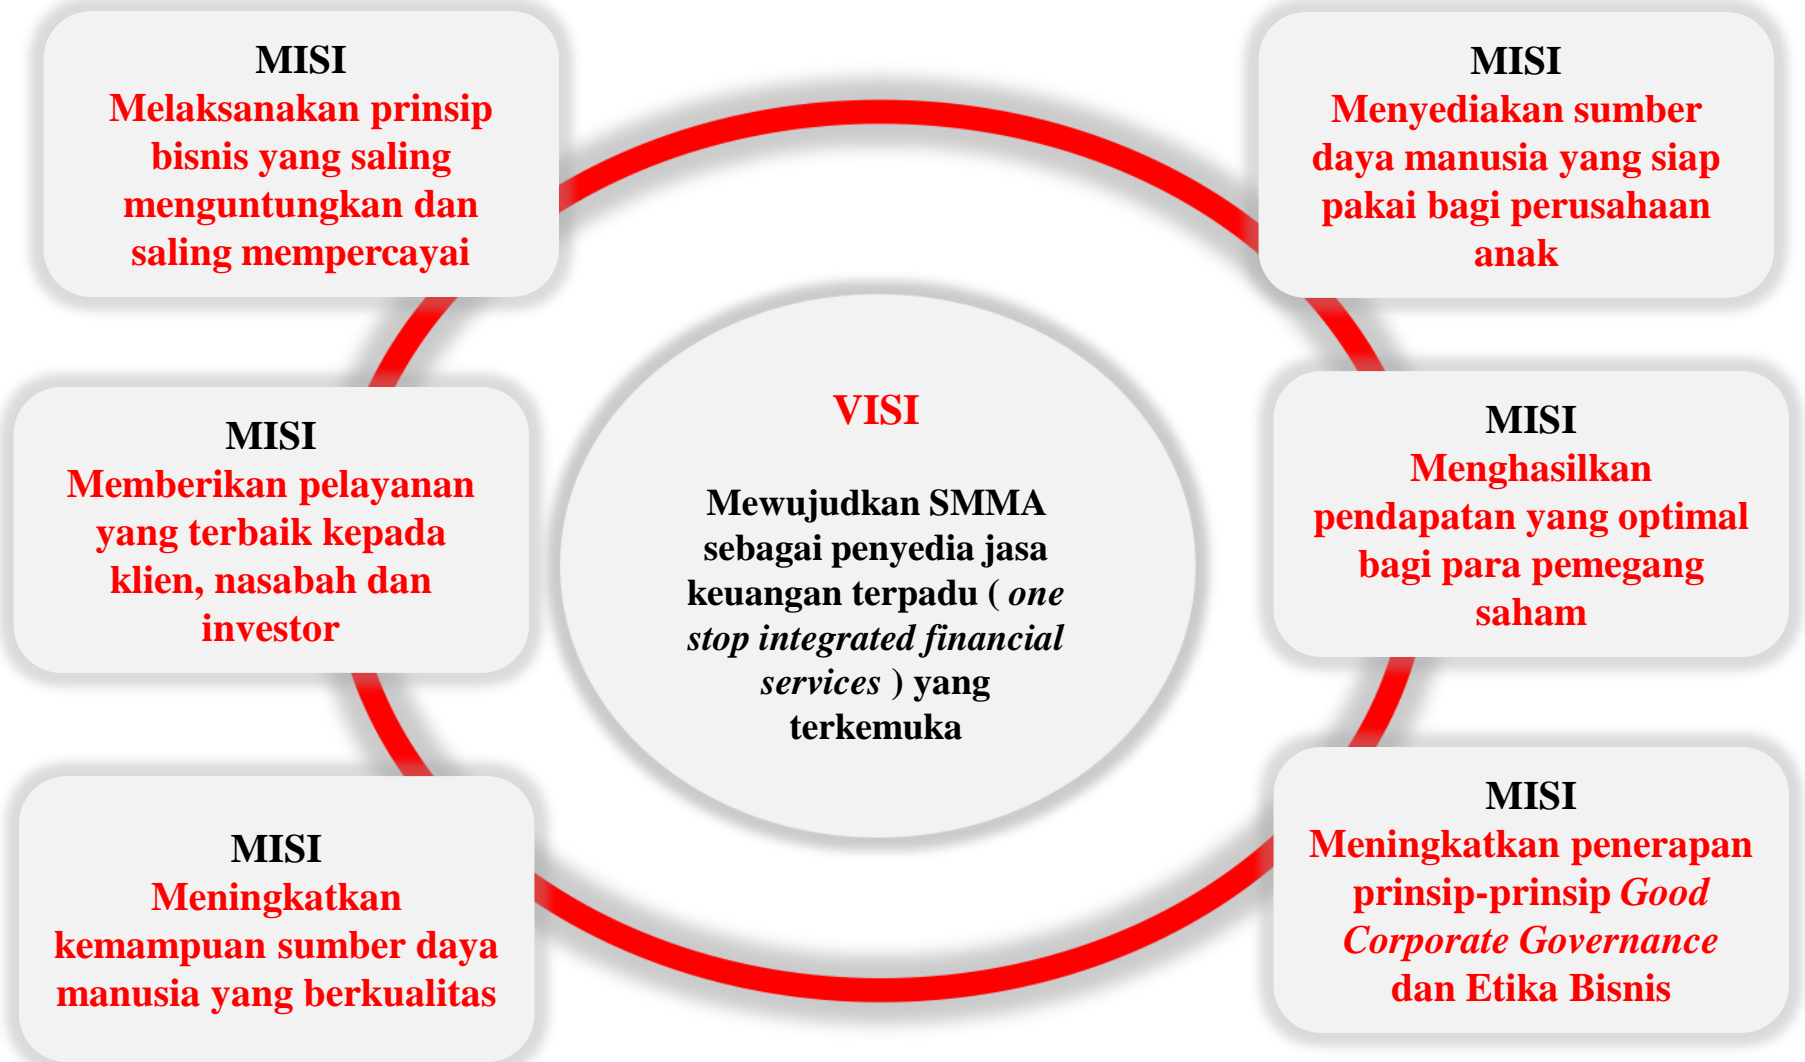 MISI
Melaksanakan prinsip
bisnis yang saling
menguntungkan dan
saling mempercayai
MISI
Menyediakan sumber
daya manusia yang siap
pakai bagi perusahaan
anak
MISI
Memberikan pelayanan
yang terbaik kepada
klien, nasabah dan
investor
VISI
Mewujudkan SMMA
sebagai penyedia jasa
keuangan terpadu ( one
stop integrated financial
services ) yang
terkemuka
MISI
Menghasilkan
pendapatan yang optimal
bagi para pemegang
saham
MISI
Meningkatkan
kemampuan sumber daya
manusia yang berkualitas
MISI
Meningkatkan penerapan
prinsip-prinsip Good
Corporate Governance
dan Etika Bisnis